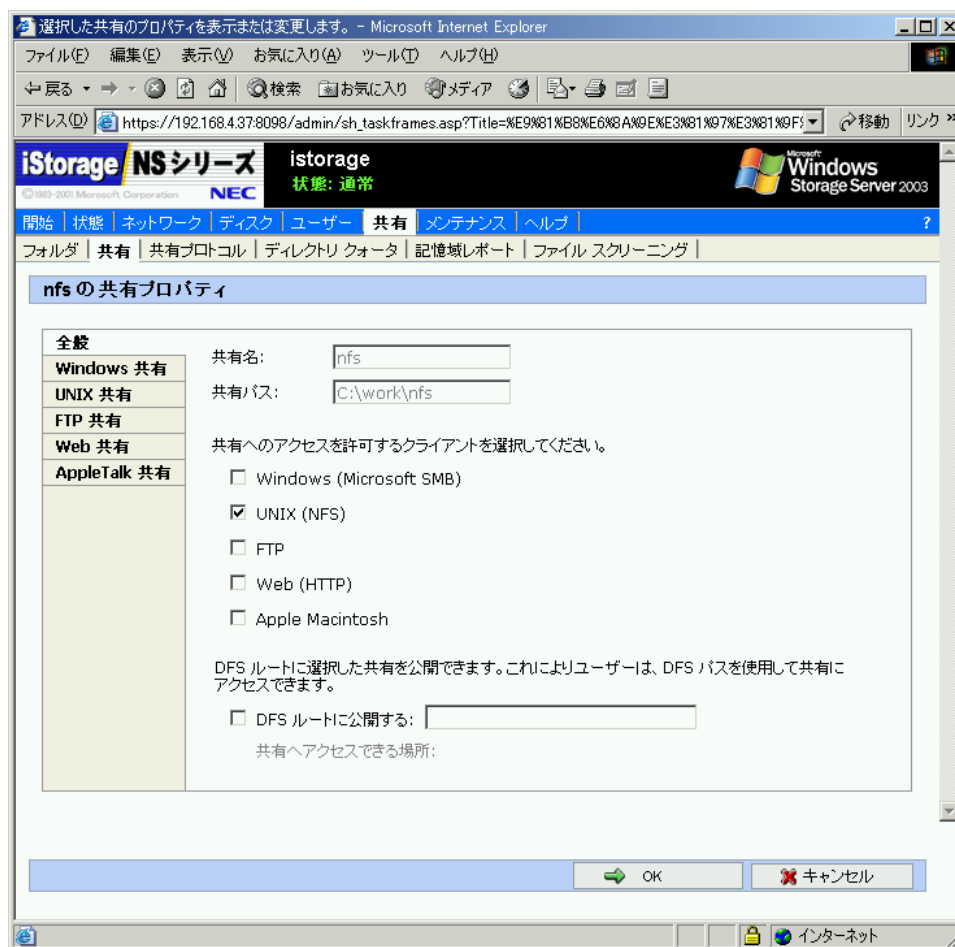 選択した共有のプロパティを表示または変更します。 - Microsoft Internet Explorer
ファイル(F) 編集(E) 表示(V) お気に入り(A) ツール(T) ヘルプ(H)
戻る 検索 お気に入り メディア
アドレス(D) https://192.168.4.37:8098/admin/sh_taskframes.asp?Title=%E9%81%B8%E6%8A%9E%E3%81%97%E3%81%9F% 移動 リンク »
iStorage NSシリーズ
©1983-2001 Microsoft Corporation NEC
istorage
状態: 通常
Microsoft Windows Storage Server 2003
開始 状態 ネットワーク ディスク ユーザー 共有 メンテナンス ヘルプ ?
フォルダ 共有 共有プロトコル ディレクトリ クォータ 記憶域レポート ファイル スクリーニング
nfs の 共有プロパティ
全般
Windows 共有
UNIX 共有
FTP 共有
Web 共有
AppleTalk 共有
共有名: nfs
共有パス: C:\work\nfs
共有へのアクセスを許可するクライアントを選択してください。
Windows (Microsoft SMB)
UNIX (NFS)
FTP
Web (HTTP)
Apple Macintosh
DFS ルートに選択した共有を公開できます。これによりユーザーは、DFS パスを使用して共有に
アクセスできます。
DFS ルートに公開する:
共有へアクセスできる場所:
OK キャンセル
インターネット